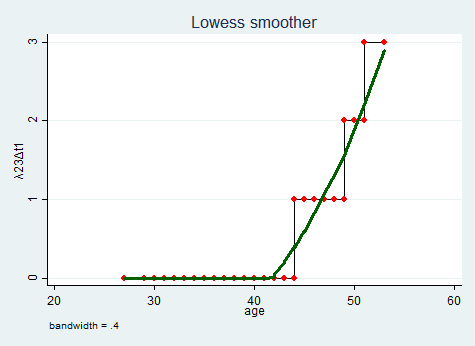 Lowess smoother
3
2
1
0
λ23Δt1
20 30 40 50 60
age
bandwidth = .4